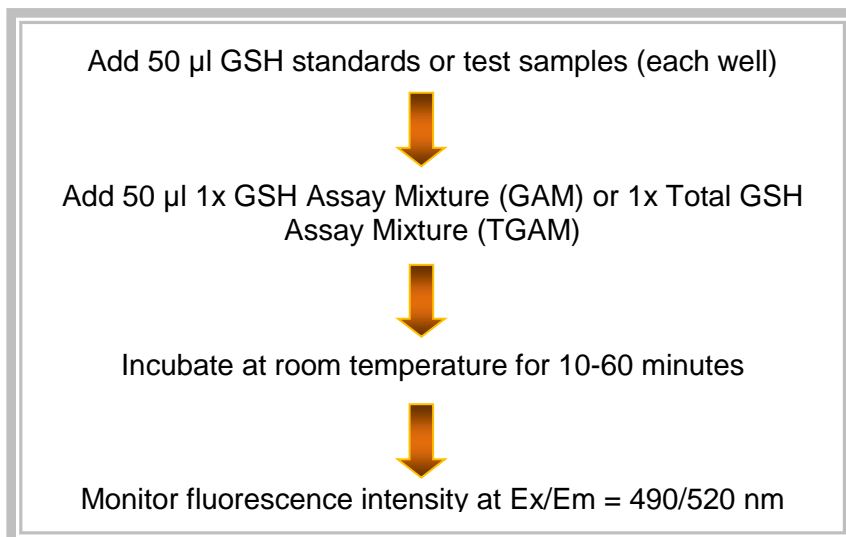 Add 50 µl GSH standards or test samples (each well)
Add 50 µl 1x GSH Assay Mixture (GAM) or 1x Total GSH
Assay Mixture (TGAM)
Incubate at room temperature for 10-60 minutes
Monitor fluorescence intensity at Ex/Em = 490/520 nm